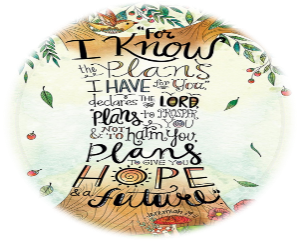 "For
I Know
the Plans
I HAVE for You,"
declares THE LORD,
"Plans to PROSPER YOU
& NOT to harm You,
Plans
TO GIVE YOU
HOPE
& a Future"